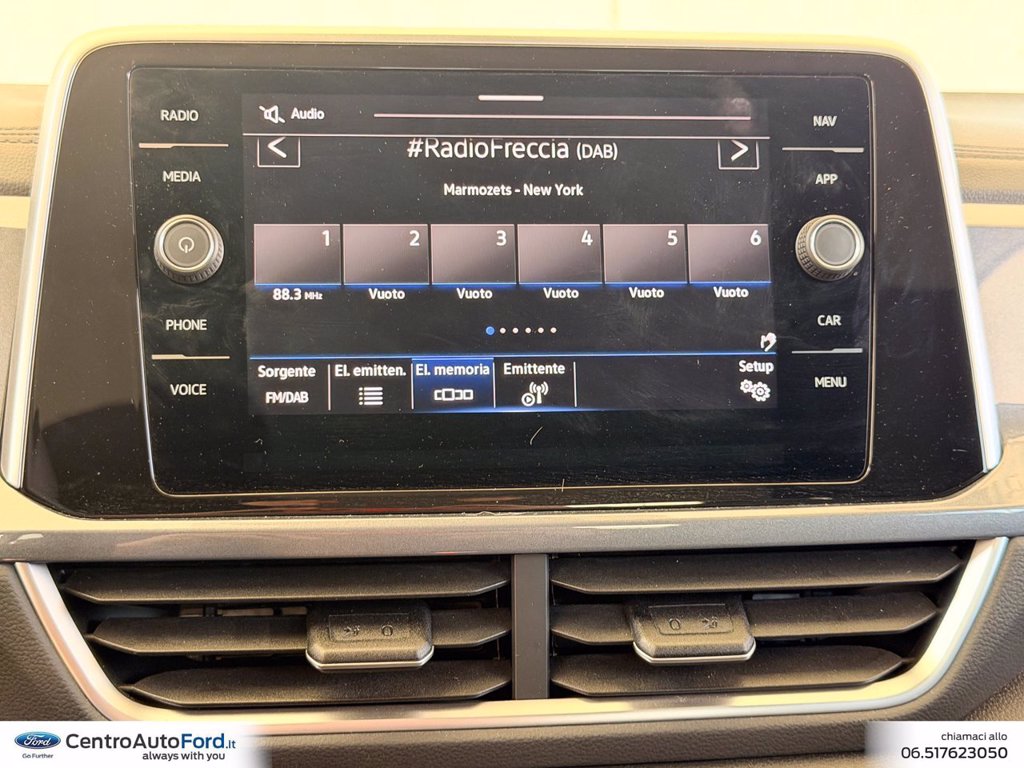 RADIO
MEDIA
PHONE
VOICE
Audio
#RadioFreccia (DAB)
Marmozets - New York
1 2 3 4 5 6
88.3 MHz Vuoto Vuoto Vuoto Vuoto Vuoto
Sorgente El. emitten. El. memoria Emittente Setup
FM/DAB
NAV
APP
CAR
MENU
0 0
Ford
Go Further
CentroAutoFord.it
always with you
chiamaci allo
06.517623050